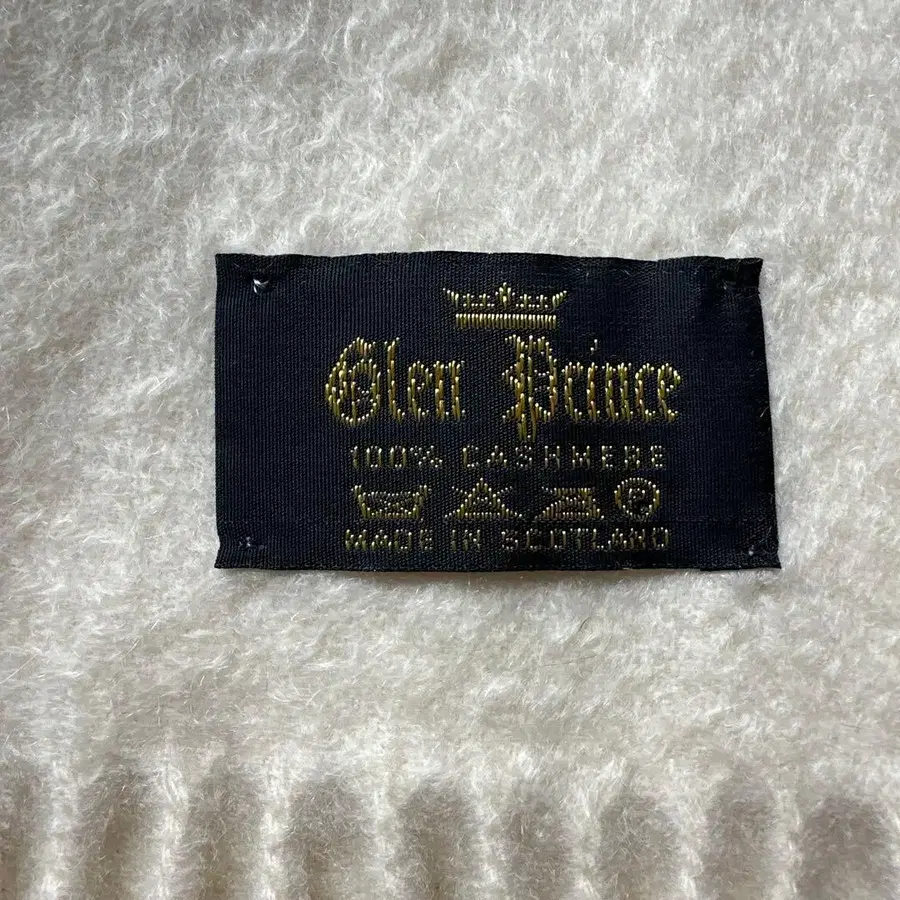 Glen Prince
100% CASHMERE
P
MADE IN SCOTLAND